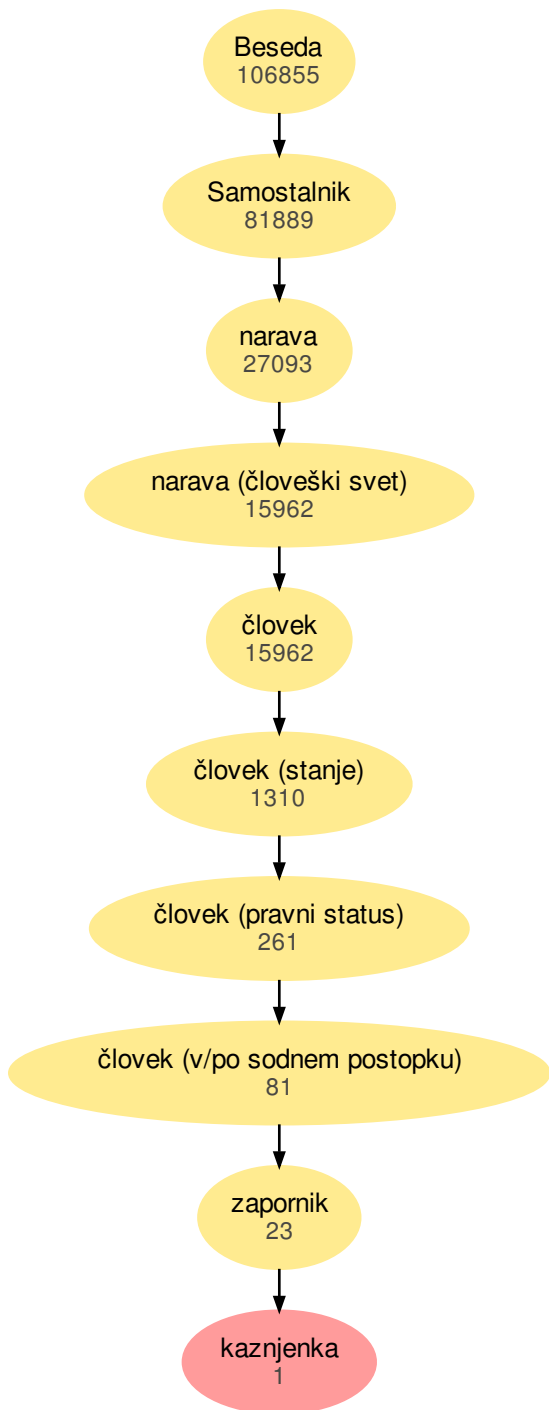 Beseda
106855
Samostalnik
81889
narava
27093
narava (človeški svet)
15962
človek
15962
človek (stanje)
1310
človek (pravni status)
261
človek (v/po sodnem postopku)
81
zapornik
23
kaznjenka
1